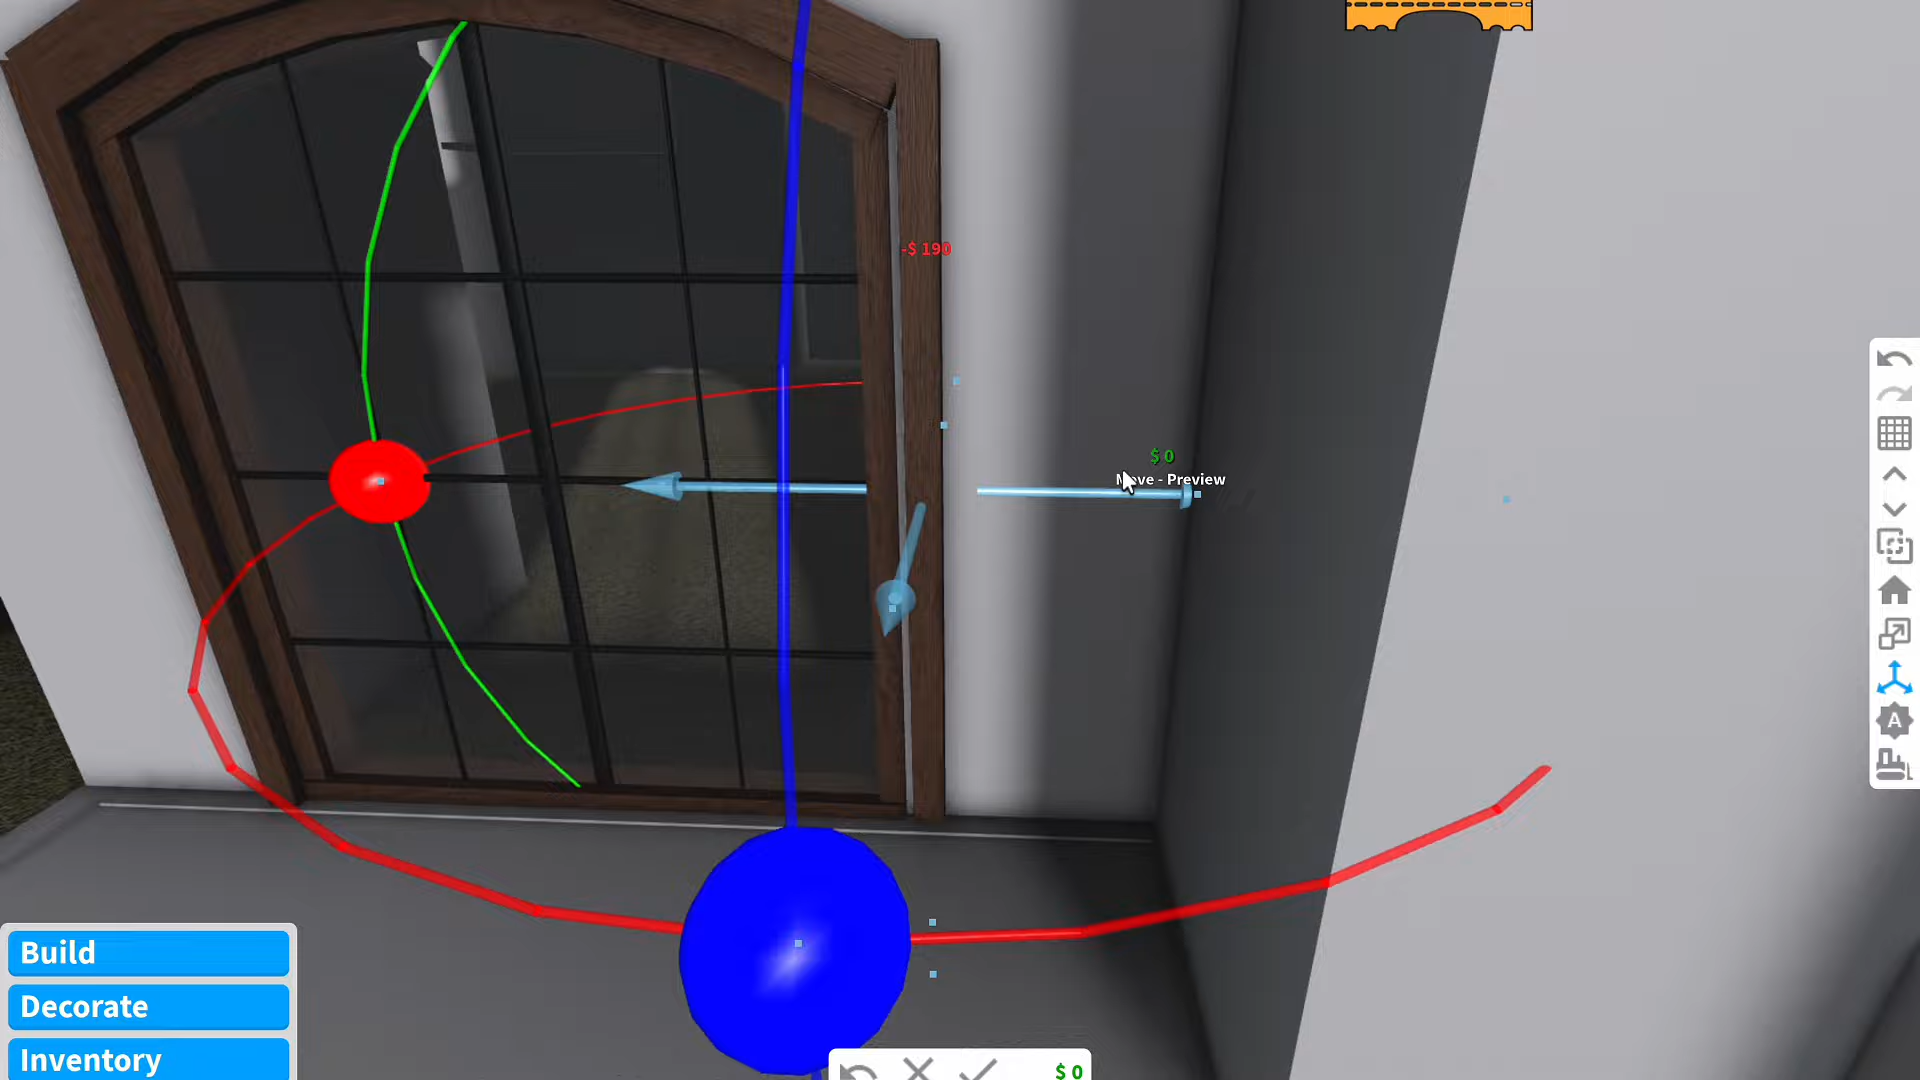 -$ 190
$ 0
Move - Preview
A
Build
Decorate
Inventory
$ 0